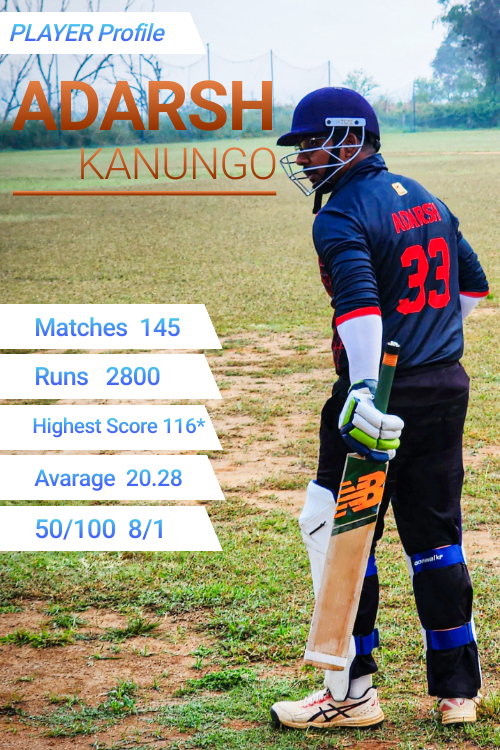 PLAYER Profile
ADARSH
KANUNGO
ADARSH
33
Matches 145
Runs 2800
Highest Score 116*
Avarage 20.28
50/100 8/1
NB